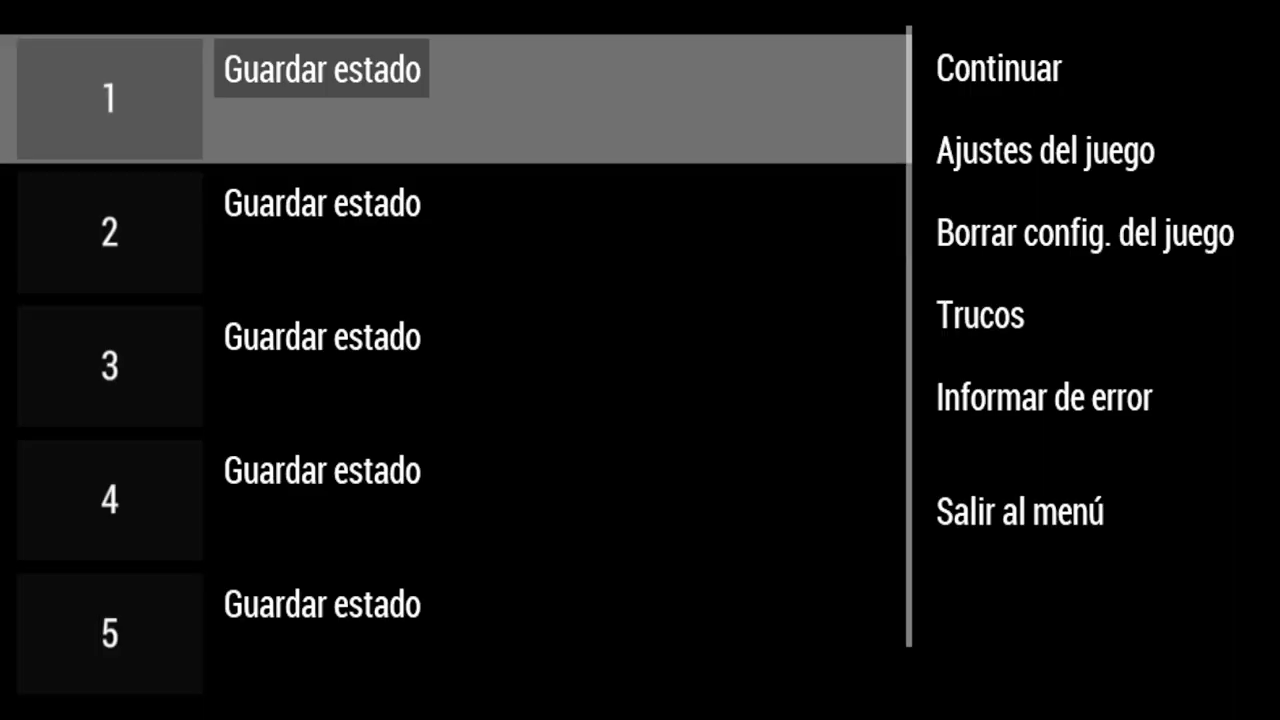 1
Guardar estado
2
Guardar estado
3
Guardar estado
4
Guardar estado
5
Guardar estado
Continuar
Ajustes del juego
Borrar config. del juego
Trucos
Informar de error
Salir al menú